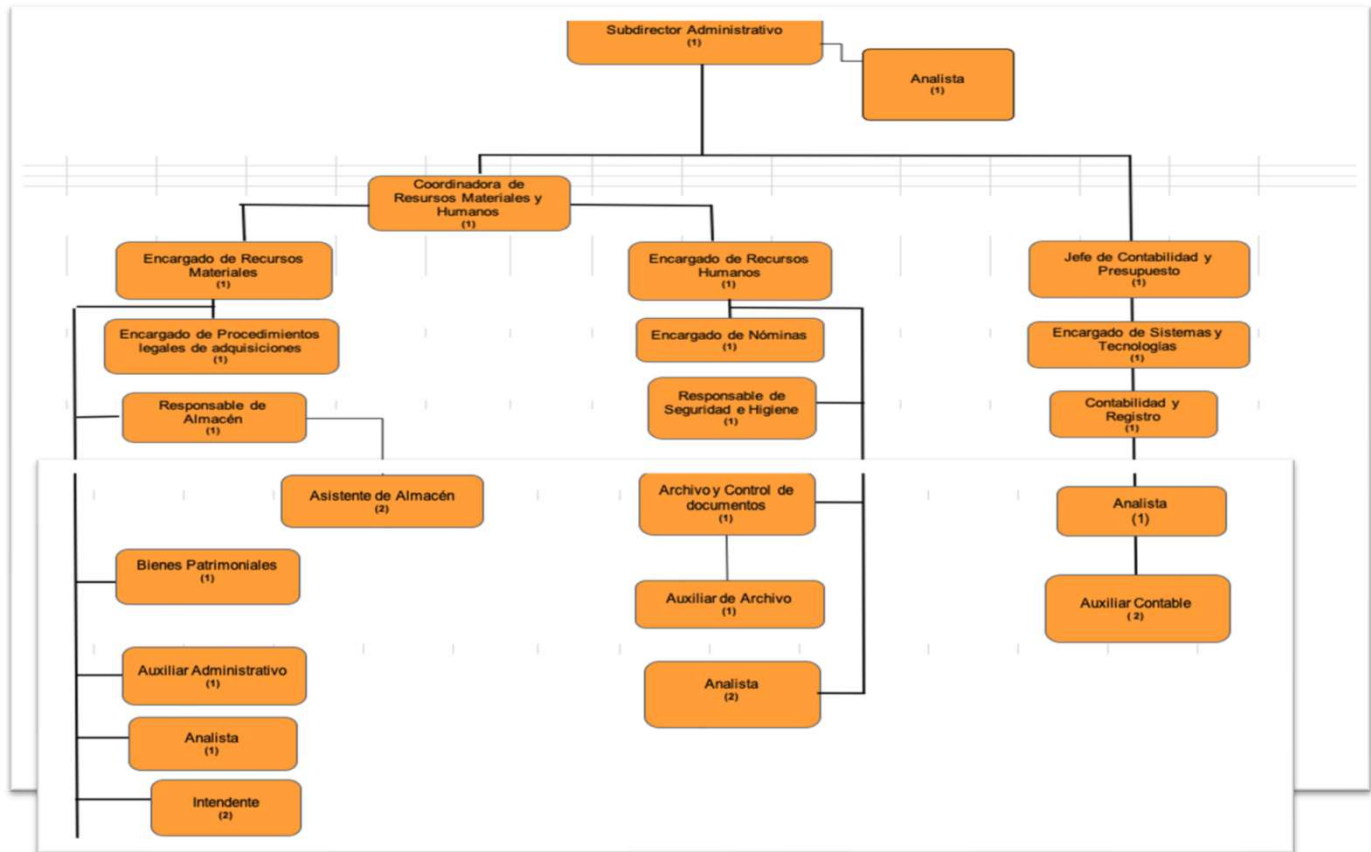 Subdirector Administrativo
(1)
Analista
(1)
Coordinadora de
Resursos Materiales y
Humanos
(1)
Encargado de Recursos
Materiales
(1)
Encargado de Recursos
Humanos
(1)
Jefe de Contabilidad y
Presupuesto
(1)
Encargado de Procedimientos
legales de adquisiciones
(1)
Encargado de Nóminas
(1)
Encargado de Sistemas y
Tecnologías
(1)
Responsable de
Almacén
(1)
Responsable de
Seguridad e Higiene
(1)
Contabilidad y
Registro
(1)
Asistente de Almacén
(2)
Archivo y Control de
documentos
(1)
Analista
(1)
Bienes Patrimoniales
(1)
Auxiliar de Archivo
(1)
Auxiliar Contable
( 2)
Auxiliar Administrativo
(1)
Analista
(2)
Analista
(1)
Intendente
(2)